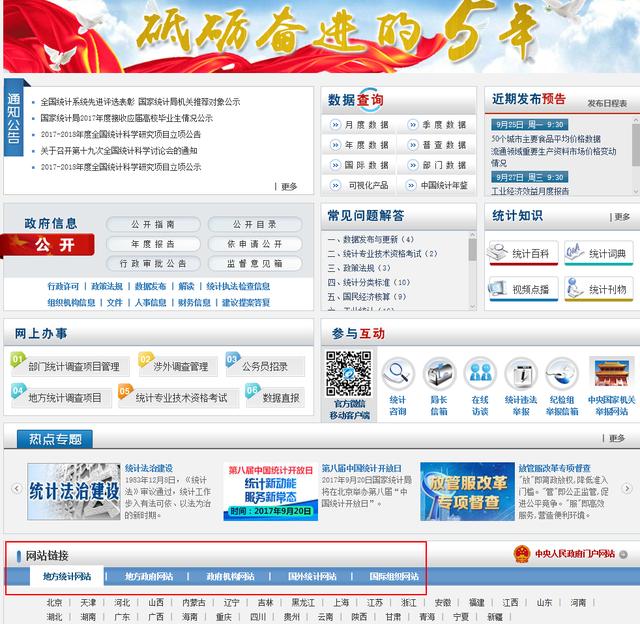 砥砺奋进的5年
通知公告
全国统计系统先进评选表彰 国家统计局机关推荐对象公示
国家统计局2017年度接收应届高校毕业生情况公示
2017-2018年度全国统计科学研究项目立项公告
关于召开第十九次全国统计科学讨论会的通知
2017-2018年度全国统计科学研究项目立项公示
| 更多
数据查询
月度数据
季度数据
年度数据
普查数据
国际数据
部门数据
可视化产品
中国统计年鉴
近期发布预告
发布日程表
9月25日 周一 9:30
50个城市主要食品平均价格数据
流通领域重要生产资料市场价格变动
情况
9月27日 周三 9:30
工业经济效益月度报告
政府信息
公开
公开指南
公开目录
年度报告
依申请公开
行政审批公告
监督意见箱
行政许可 | 政策法规 | 数据发布 | 解读 | 统计执法检查信息
组织机构信息 | 文件 | 人事信息 | 财务信息 | 建议提案答复
常见问题解答
一、数据发布与更新（4）
二、统计专业技术资格考试（2）
三、政策法规（3）
四、统计分类标准（10）
五、国民经济核算（9）
统计知识
| 更多
统计百科
统计词典
视频点播
统计刊物
网上办事
01 部门统计调查项目管理
02 涉外调查管理
03 公务员招录
04 地方统计调查项目
05 统计专业技术资格考试
06 数据直报
参与互动
官方微信
移动客户端
统计
咨询
局长
信箱
在线
访谈
统计违法
举报
纪检组
举报信箱
中央国家机关
举报网站
热点专题
| 更多
统计法治建设
统计法治建设
1983年12月8日，《统计
法》审议通过，统计工作
步入有法可依、以法为治
的新时期。
第八届中国统计开放日
统计新动能
服务新常态
时间：2017年9月20日
第八届中国统计开放日
2017年9月20日国家统计局
将在北京举办第八届“中
国统计开放日”。
放管服改革
专项督查
放管服改革专项督查
"放"即简政放权,降低准入
门槛。"管"即公正监管,促
进公平竞争。"服"即高效
服务,营造便利环境。
网站链接
中央人民政府门户网站
地方统计网站 | 地方政府网站 | 政府机构网站 | 国外统计网站 | 国际组织网站
北京 | 天津 | 河北 | 山西 | 内蒙古 | 辽宁 | 吉林 | 黑龙江 | 上海 | 江苏 | 浙江 | 安徽 | 福建 | 江西 | 山东 | 河南 |
湖北 | 湖南 | 广东 | 广西 | 海南 | 重庆 | 四川 | 贵州 | 云南 | 陕西 | 甘肃 | 青海 | 宁夏 | 新疆 |